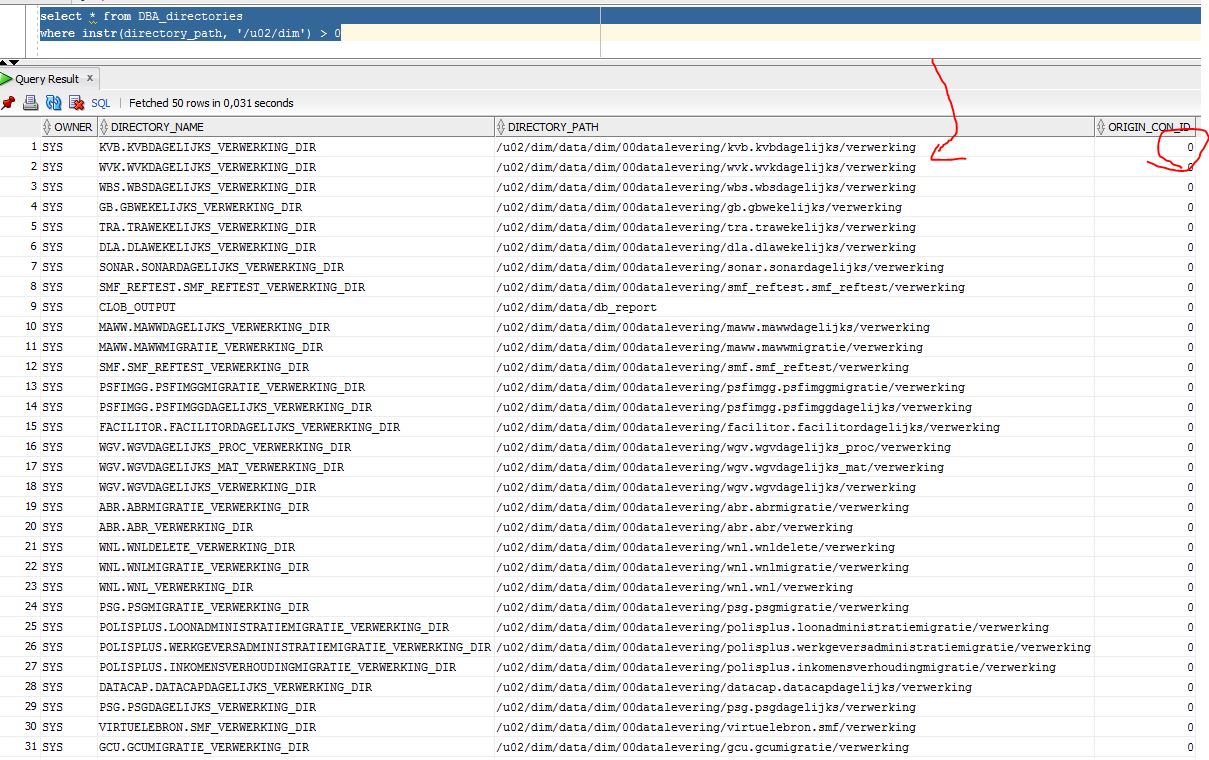 select * from DBA_directories
where instr(directory_path, '/u02/dim') > 0
Query Result x
SQL | Fetched 50 rows in 0,031 seconds
OWNER DIRECTORY_NAME DIRECTORY_PATH ORIGIN_CON_ID
1 SYS KVB.KVBDAGELIJKS_VERWERKING_DIR /u02/dim/data/dim/00datalevering/kvb.kvbdagelijks/verwerking 0
2 SYS WVK.WVKDAGELIJKS_VERWERKING_DIR /u02/dim/data/dim/00datalevering/wvk.wvkdagelijks/verwerking 0
3 SYS WBS.WBSDAGELIJKS_VERWERKING_DIR /u02/dim/data/dim/00datalevering/wbs.wbsdagelijks/verwerking 0
4 SYS GB.GBWEKELIJKS_VERWERKING_DIR /u02/dim/data/dim/00datalevering/gb.gbwekelijks/verwerking 0
5 SYS TRA.TRAWEKELIJKS_VERWERKING_DIR /u02/dim/data/dim/00datalevering/tra.trawekelijks/verwerking 0
6 SYS DLA.DLAWEKELIJKS_VERWERKING_DIR /u02/dim/data/dim/00datalevering/dla.dlawekelijks/verwerking 0
7 SYS SONAR.SONARDAGELIJKS_VERWERKING_DIR /u02/dim/data/dim/00datalevering/sonar.sonardagelijks/verwerking 0
8 SYS SMF_REFTEST.SMF_REFTEST_VERWERKING_DIR /u02/dim/data/dim/00datalevering/smf_reftest.smf_reftest/verwerking 0
9 SYS CLOB_OUTPUT /u02/dim/data/db_report 0
10 SYS MAWW.MAWWDAGELIJKS_VERWERKING_DIR /u02/dim/data/dim/00datalevering/maww.mawwdagelijks/verwerking 0
11 SYS MAWW.MAWWMIGRATIE_VERWERKING_DIR /u02/dim/data/dim/00datalevering/maww.mawwmigratie/verwerking 0
12 SYS SMF.SMF_REFTEST_VERWERKING_DIR /u02/dim/data/dim/00datalevering/smf.smf_reftest/verwerking 0
13 SYS PSFIMGG.PSFIMGGMIGRATIE_VERWERKING_DIR /u02/dim/data/dim/00datalevering/psfimgg.psfimggmigratie/verwerking 0
14 SYS PSFIMGG.PSFIMGGDAGELIJKS_VERWERKING_DIR /u02/dim/data/dim/00datalevering/psfimgg.psfimggdagelijks/verwerking 0
15 SYS FACILITOR.FACILITORDAGELIJKS_VERWERKING_DIR /u02/dim/data/dim/00datalevering/facilitor.facilitordagelijks/verwerking 0
16 SYS WGV.WGVDAGELIJKS_PROC_VERWERKING_DIR /u02/dim/data/dim/00datalevering/wgv.wgvdagelijks_proc/verwerking 0
17 SYS WGV.WGVDAGELIJKS_MAT_VERWERKING_DIR /u02/dim/data/dim/00datalevering/wgv.wgvdagelijks_mat/verwerking 0
18 SYS WGV.WGVDAGELIJKS_VERWERKING_DIR /u02/dim/data/dim/00datalevering/wgv.wgvdagelijks/verwerking 0
19 SYS ABR.ABRMIGRATIE_VERWERKING_DIR /u02/dim/data/dim/00datalevering/abr.abrmigratie/verwerking 0
20 SYS ABR.ABR_VERWERKING_DIR /u02/dim/data/dim/00datalevering/abr.abr/verwerking 0
21 SYS WNL.WNLDELETE_VERWERKING_DIR /u02/dim/data/dim/00datalevering/wnl.wnldelete/verwerking 0
22 SYS WNL.WNLMIGRATIE_VERWERKING_DIR /u02/dim/data/dim/00datalevering/wnl.wnlmigratie/verwerking 0
23 SYS WNL.WNL_VERWERKING_DIR /u02/dim/data/dim/00datalevering/wnl.wnl/verwerking 0
24 SYS PSG.PSGMIGRATIE_VERWERKING_DIR /u02/dim/data/dim/00datalevering/psg.psgmigratie/verwerking 0
25 SYS POLISPLUS.LOONADMINISTRATIEMIGRATIE_VERWERKING_DIR /u02/dim/data/dim/00datalevering/polisplus.loonadministratiemigratie/verwerking 0
26 SYS POLISPLUS.WERKGEVERSADMINISTRATIEMIGRATIE_VERWERKING_DIR /u02/dim/data/dim/00datalevering/polisplus.werkgeversadministratiemigratie/verwerking 0
27 SYS POLISPLUS.INKOMENSVERHOUDINGMIGRATIE_VERWERKING_DIR /u02/dim/data/dim/00datalevering/polisplus.inkomensverhoudingmigratie/verwerking 0
28 SYS DATACAP.DATACAPDAGELIJKS_VERWERKING_DIR /u02/dim/data/dim/00datalevering/datacap.datacapdagelijks/verwerking 0
29 SYS PSG.PSGDAGELIJKS_VERWERKING_DIR /u02/dim/data/dim/00datalevering/psg.psgdagelijks/verwerking 0
30 SYS VIRTUELEBRON.SMF_VERWERKING_DIR /u02/dim/data/dim/00datalevering/virtuelebron.smf/verwerking 0
31 SYS GCU.GCUMIGRATIE_VERWERKING_DIR /u02/dim/data/dim/00datalevering/gcu.gcumigratie/verwerking 0